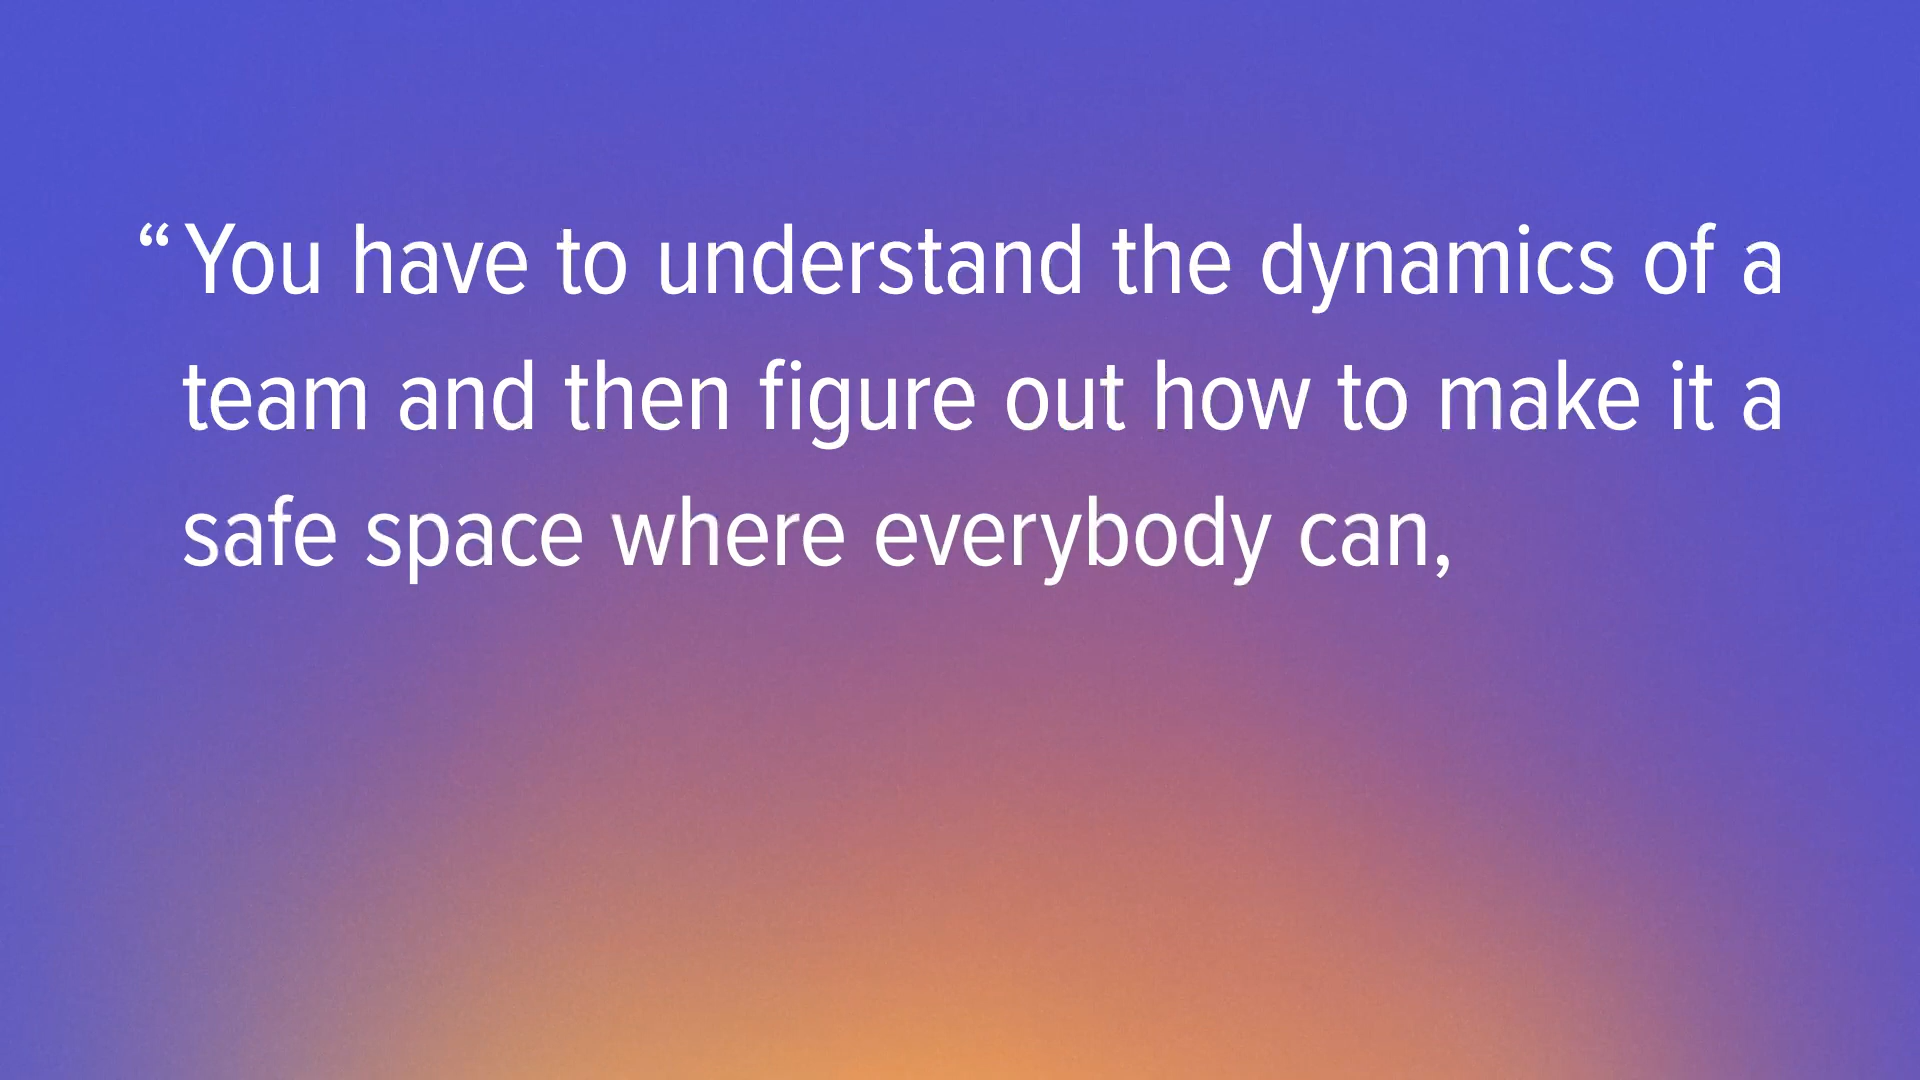 “You have to understand the dynamics of a
team and then figure out how to make it a
safe space where everybody can,